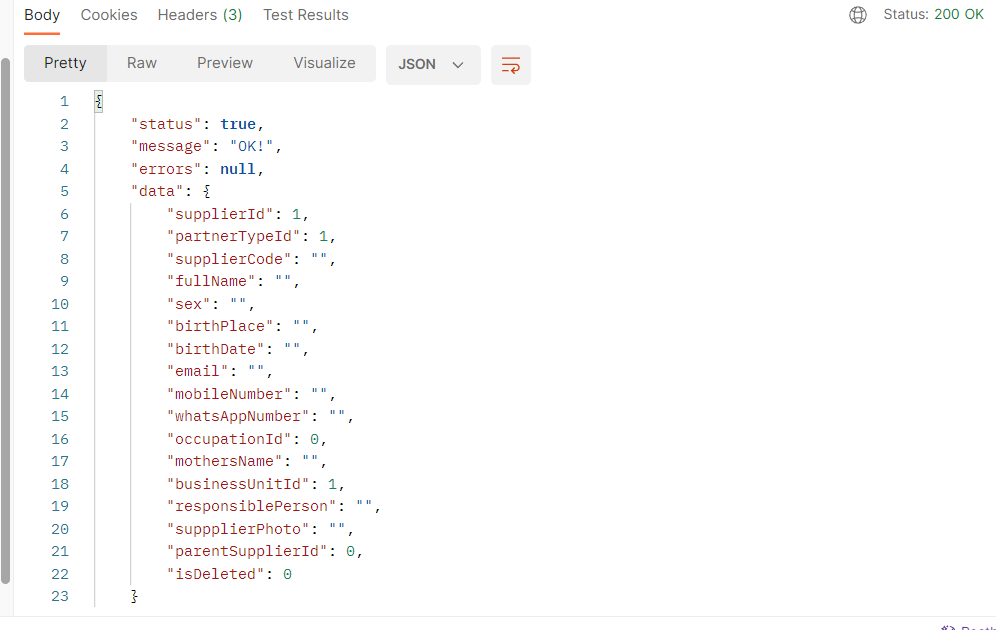 Body Cookies Headers (3) Test Results Status: 200 OK
Pretty Raw Preview Visualize JSON
1 {
2 "status": true,
3 "message": "OK!",
4 "errors": null,
5 "data": {
6 "supplierId": 1,
7 "partnerTypeId": 1,
8 "supplierCode": "",
9 "fullName": "",
10 "sex": "",
11 "birthPlace": "",
12 "birthDate": "",
13 "email": "",
14 "mobileNumber": "",
15 "whatsAppNumber": "",
16 "occupationId": 0,
17 "mothersName": "",
18 "businessUnitId": 1,
19 "responsiblePerson": "",
20 "suppplierPhoto": "",
21 "parentSupplierId": 0,
22 "isDeleted": 0
23 }